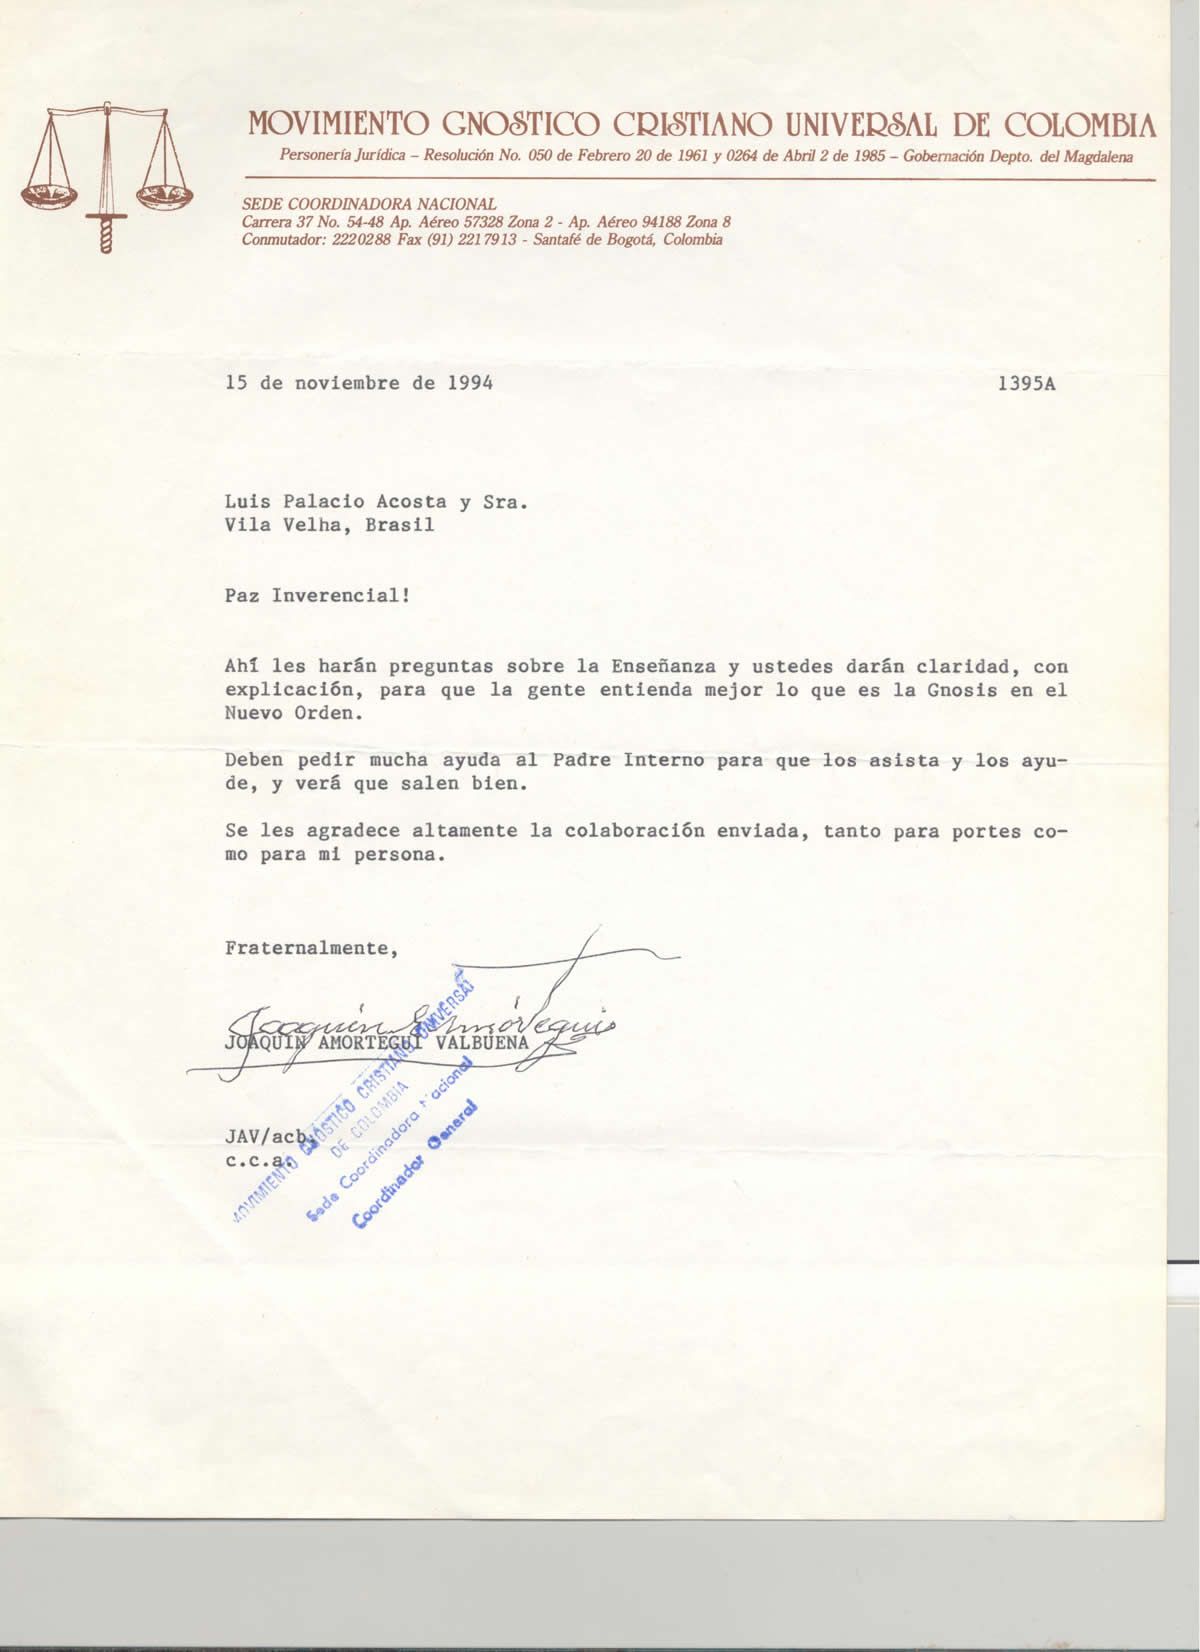 MOVIMIENTO GNOSTICO CRISTIANO UNIVERSAL DE COLOMBIA
Personería Jurídica – Resolución No. 050 de Febrero 20 de 1961 y 0264 de Abril 2 de 1985 – Gobernación Depto. del Magdalena
SEDE COORDINADORA NACIONAL
Carrera 37 No. 54-48 Ap. Aéreo 57328 Zona 2 - Ap. Aéreo 94188 Zona 8
Conmutador: 2220288 Fax (91) 2217913 - Santafé de Bogotá, Colombia
15 de noviembre de 1994 1395A
Luis Palacio Acosta y Sra.
Vila Velha, Brasil
Paz Inverencial!
Ahí les harán preguntas sobre la Enseñanza y ustedes darán claridad, con
explicación, para que la gente entienda mejor lo que es la Gnosis en el
Nuevo Orden.
Deben pedir mucha ayuda al Padre Interno para que los asista y los ayu-
de, y verá que salen bien.
Se les agradece altamente la colaboración enviada, tanto para portes co-
mo para mi persona.
Fraternalmente,
Joaquín
JOAQUIN AMORTEGUI VALBUENA
JAV/acb.
c.c.a.
MOVIMIENTO GNÓSTICO CRISTIANO UNIVERSAL
DE COLOMBIA
Sede Coordinadora Nacional
Coordinador General